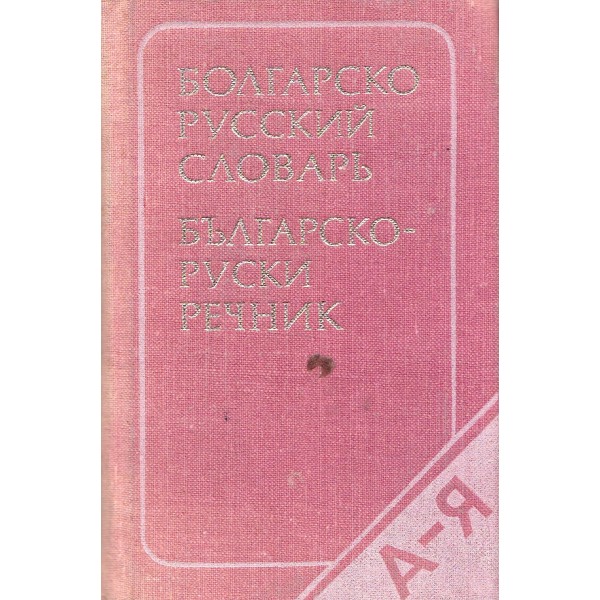 БОЛГАРСКО
РУССКИЙ
СЛОВАРЬ
БЪЛГАРСКО-
РУСКИ
РЕЧНИК
А-Я